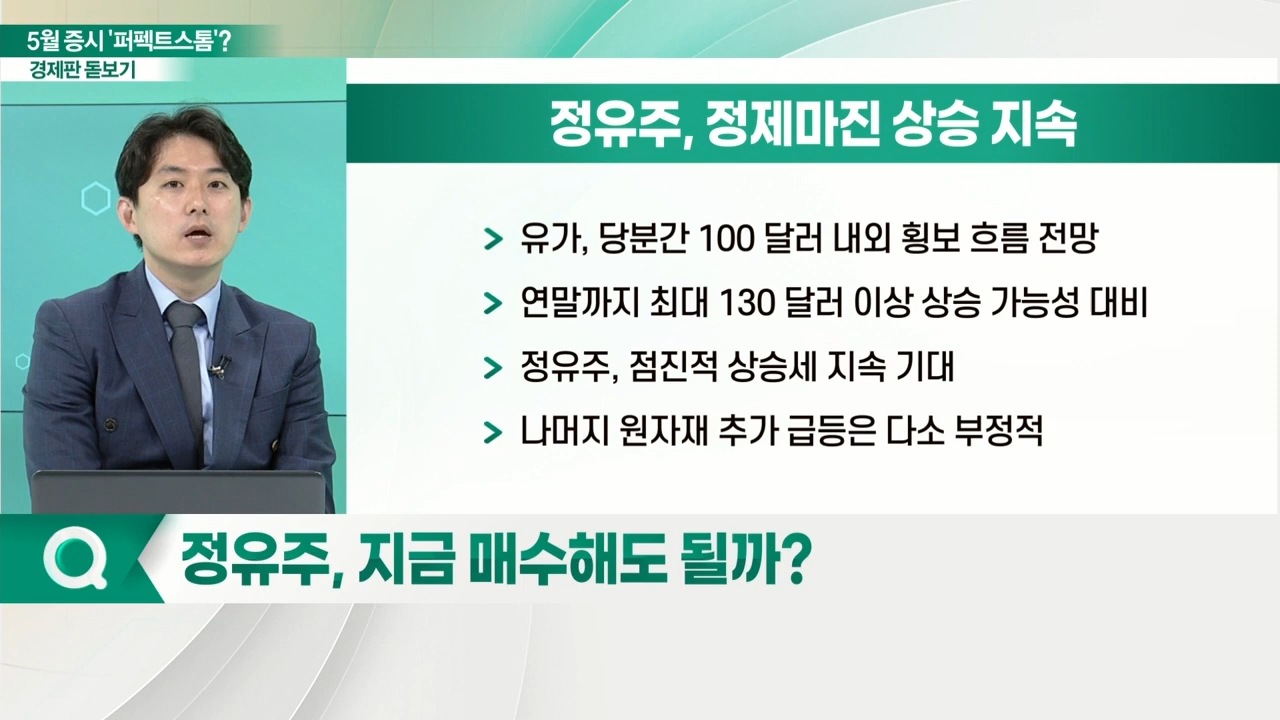 5월 증시 '퍼펙트스톰'?
경제판 돋보기
정유주, 정제마진 상승 지속
유가, 당분간 100 달러 내외 횡보 흐름 전망
연말까지 최대 130 달러 이상 상승 가능성 대비
정유주, 점진적 상승세 지속 기대
나머지 원자재 추가 급등은 다소 부정적
Q 정유주, 지금 매수해도 될까?